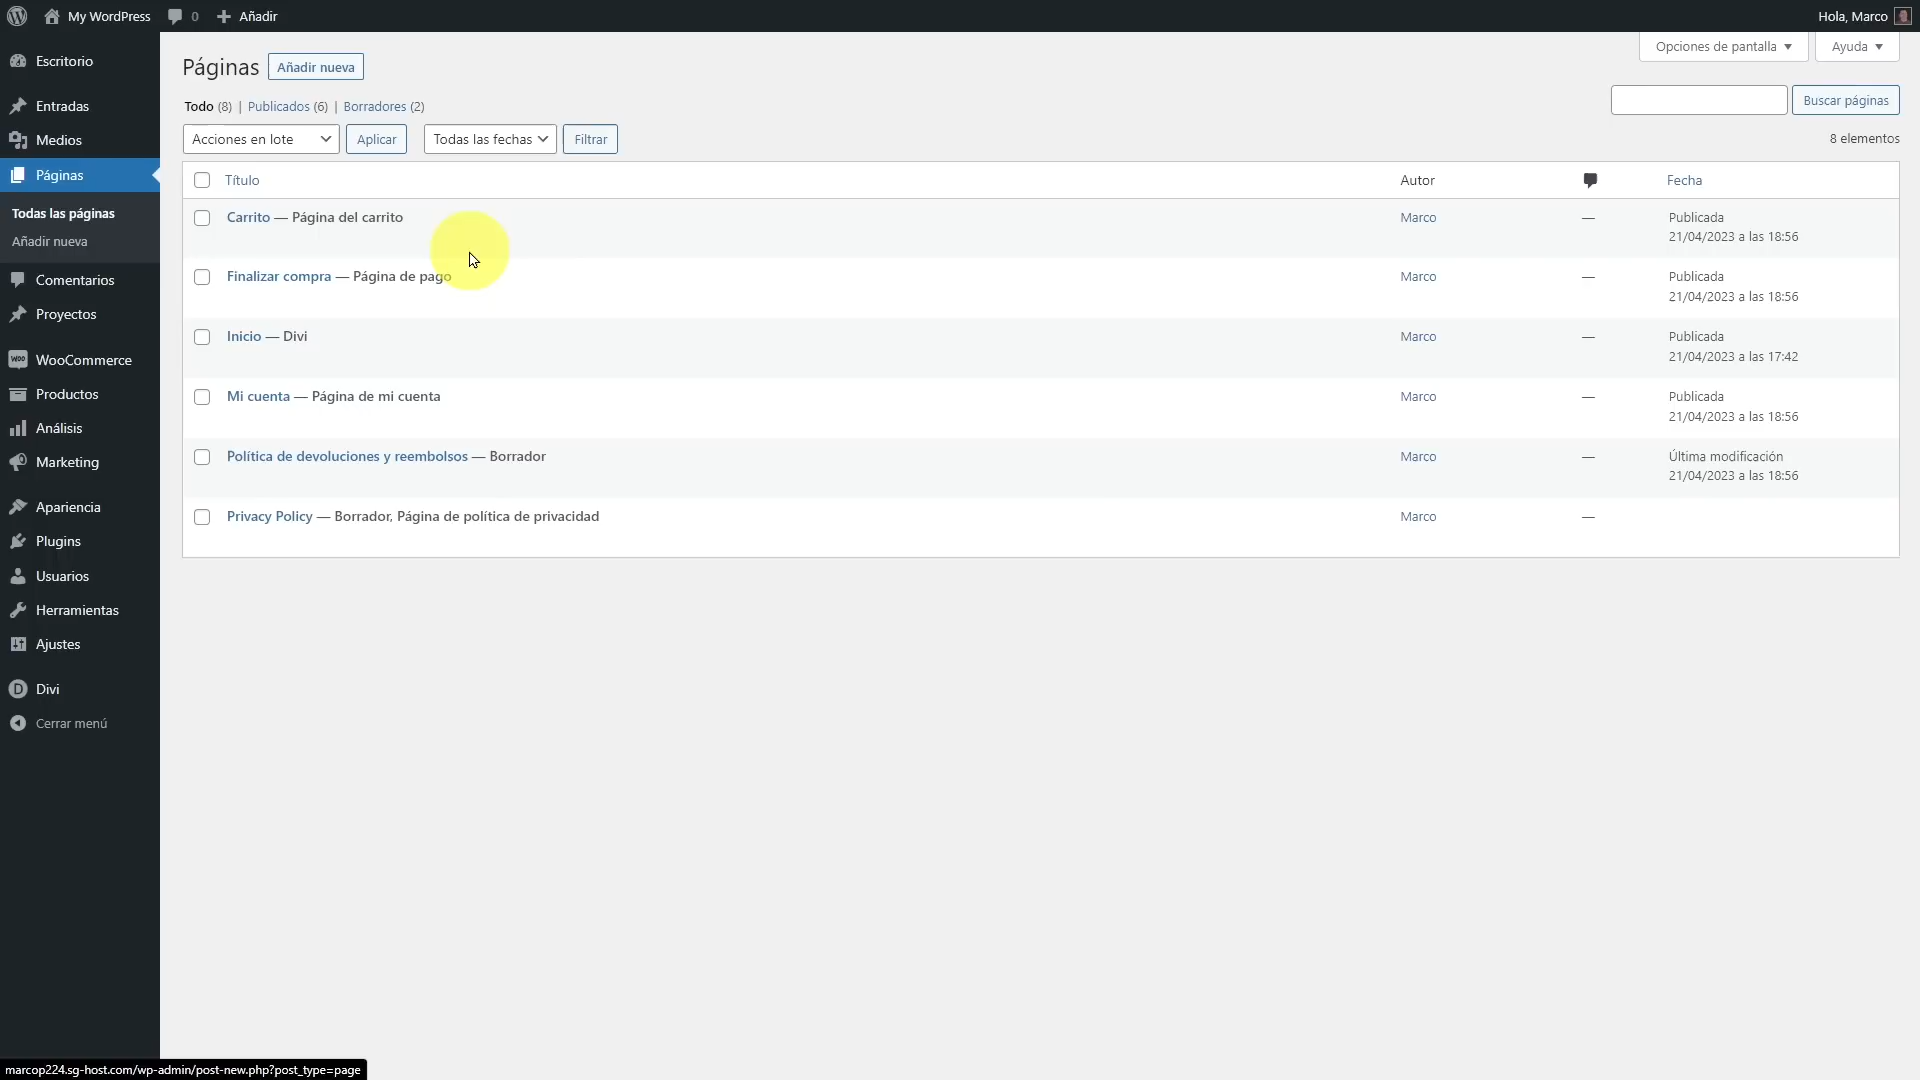 My WordPress 0 Añadir Hola, Marco
Opciones de pantalla Ayuda
Escritorio
Entradas
Medios
Páginas
Todas las páginas
Añadir nueva
Comentarios
Proyectos
WooCommerce
Productos
Análisis
Marketing
Apariencia
Plugins
Usuarios
Herramientas
Ajustes
Divi
Cerrar menú
Páginas Añadir nueva
Todo (8) | Publicados (6) | Borradores (2)
Buscar páginas
Acciones en lote Aplicar Todas las fechas Filtrar
8 elementos
Título Autor Fecha
Carrito — Página del carrito Marco — Publicada
21/04/2023 a las 18:56
Finalizar compra — Página de pago Marco — Publicada
21/04/2023 a las 18:56
Inicio — Divi Marco — Publicada
21/04/2023 a las 17:42
Mi cuenta — Página de mi cuenta Marco — Publicada
21/04/2023 a las 18:56
Política de devoluciones y reembolsos — Borrador Marco — Última modificación
21/04/2023 a las 18:56
Privacy Policy — Borrador, Página de política de privacidad Marco —
marcop224.sg-host.com/wp-admin/post-new.php?post_type=page